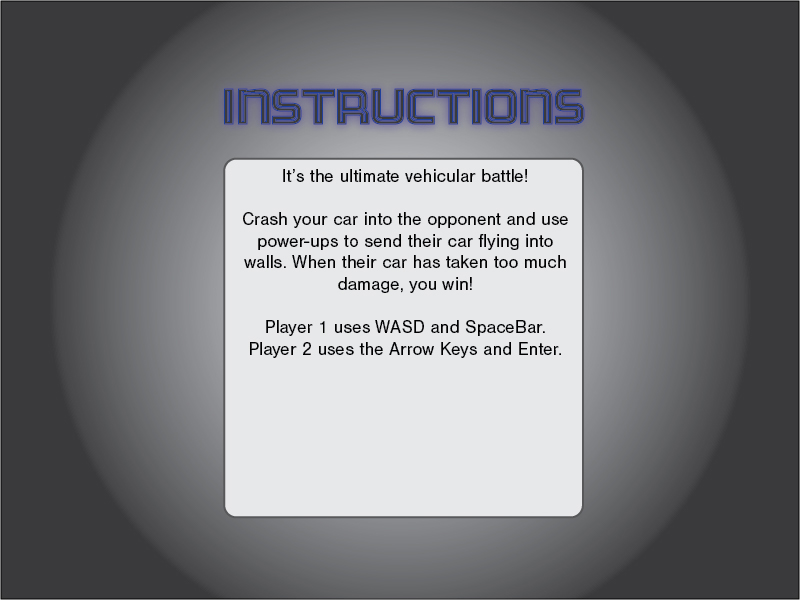 INSTRUCTIONS
It's the ultimate vehicular battle!
Crash your car into the opponent and use
power-ups to send their car flying into
walls. When their car has taken too much
damage, you win!
Player 1 uses WASD and SpaceBar.
Player 2 uses the Arrow Keys and Enter.